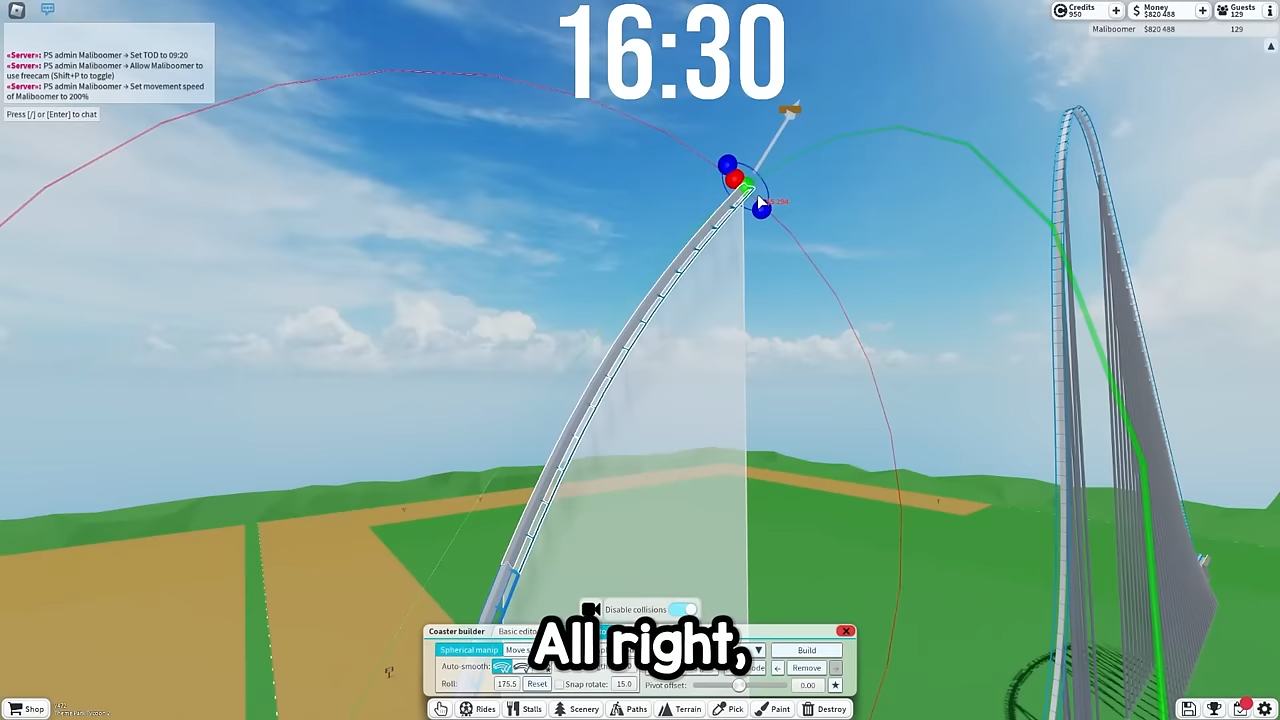 16:30
Credits
950
Money
$820 488
Guests
129
Maliboomer $820 488 129
«Server»: PS admin Maliboomer → Set TOD to 09:20
«Server»: PS admin Maliboomer → Allow Maliboomer to
use freecam (Shift+P to toggle)
«Server»: PS admin Maliboomer → Set movement speed
of Maliboomer to 200%
Press [/] or [Enter] to chat
Disable collisions
Coaster builder Basic edito
Spherical manip Move s Build
Auto-smooth: ← Remove →
Roll: 175.5 Reset Snap rotate: 15.0 Pivot offset: 0.00
All right,
Shop
Rides Stalls Scenery Paths Terrain Pick Paint Destroy